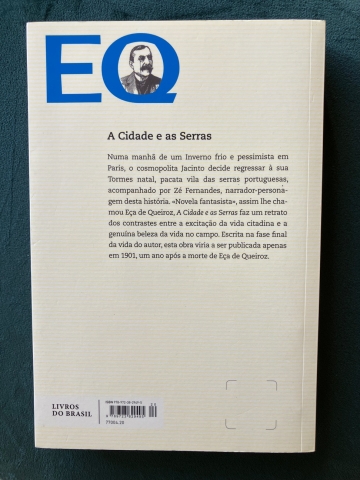 EQ
A Cidade e as Serras
Numa manhã de um Inverno frio e pessimista em
Paris, o cosmopolita Jacinto decide regressar à sua
Tormes natal, pacata vila das serras portuguesas,
acompanhado por Zé Fernandes, narrador-persona-
gem desta história. «Novela fantasista», assim lhe cha-
mou Eça de Queiroz, A Cidade e as Serras faz um retrato
dos contrastes entre a excitação da vida citadina e a
genuína beleza da vida no campo. Escrita na fase final
da vida do autor, esta obra viria a ser publicada apenas
em 1901, um ano após a morte de Eça de Queiroz.
LIVROS
DO BRASIL